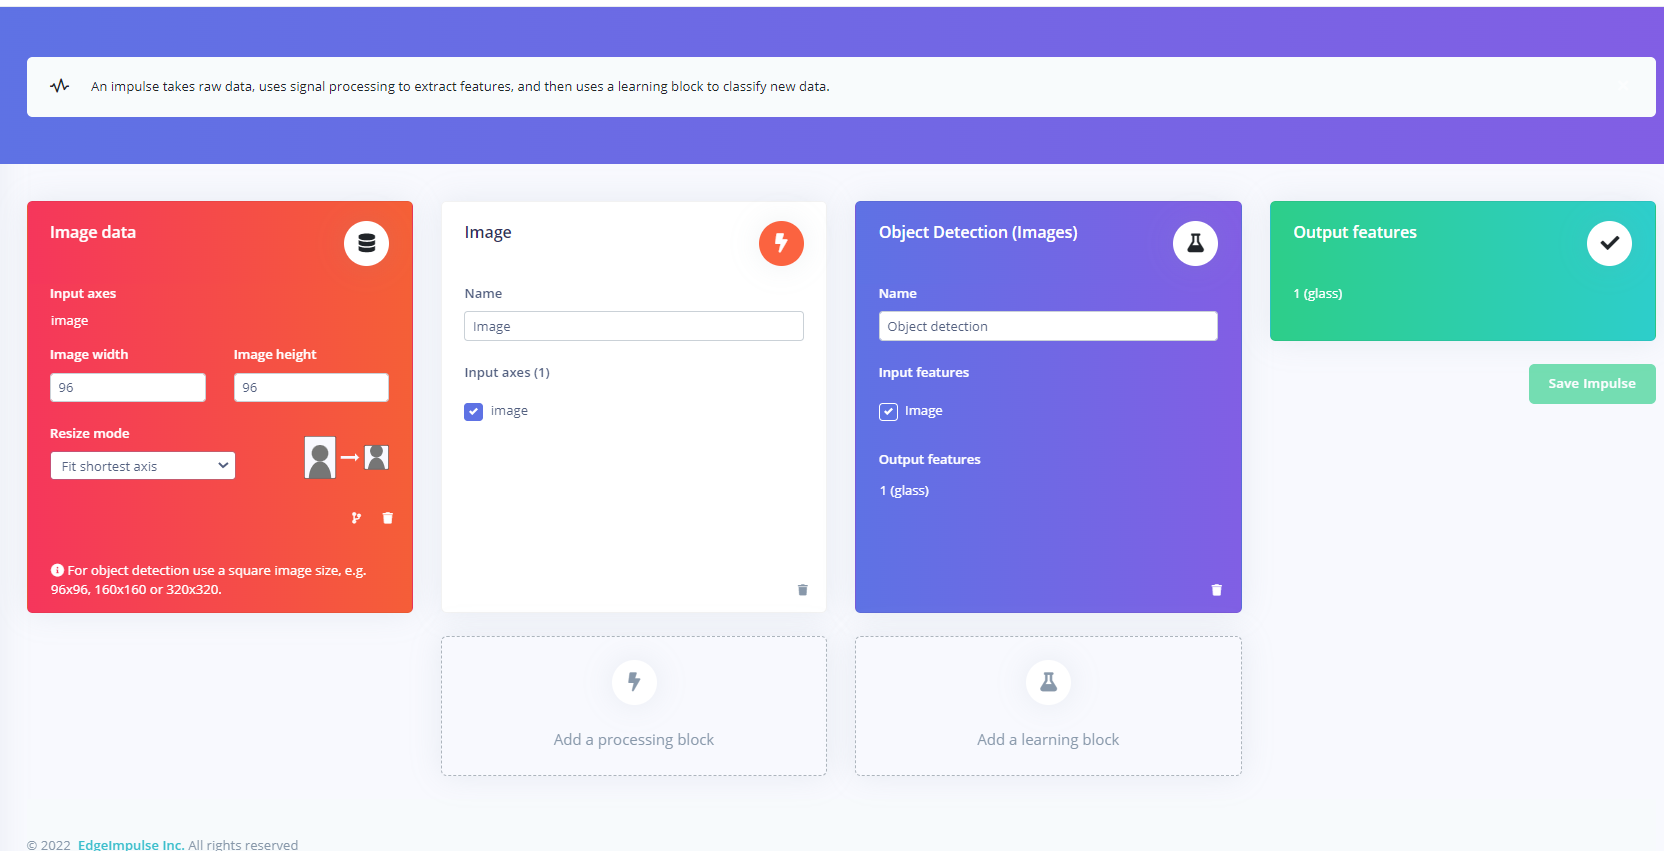 An impulse takes raw data, uses signal processing to extract features, and then uses a learning block to classify new data.
Image data
Input axes
image
Image width
Image height
96
96
Resize mode
Fit shortest axis
For object detection use a square image size, e.g.
96x96, 160x160 or 320x320.
Image
Name
Image
Input axes (1)
image
Object Detection (Images)
Name
Object detection
Input features
Image
Output features
1 (glass)
Output features
1 (glass)
Save Impulse
Add a processing block
Add a learning block
© 2022 EdgeImpulse Inc. All rights reserved